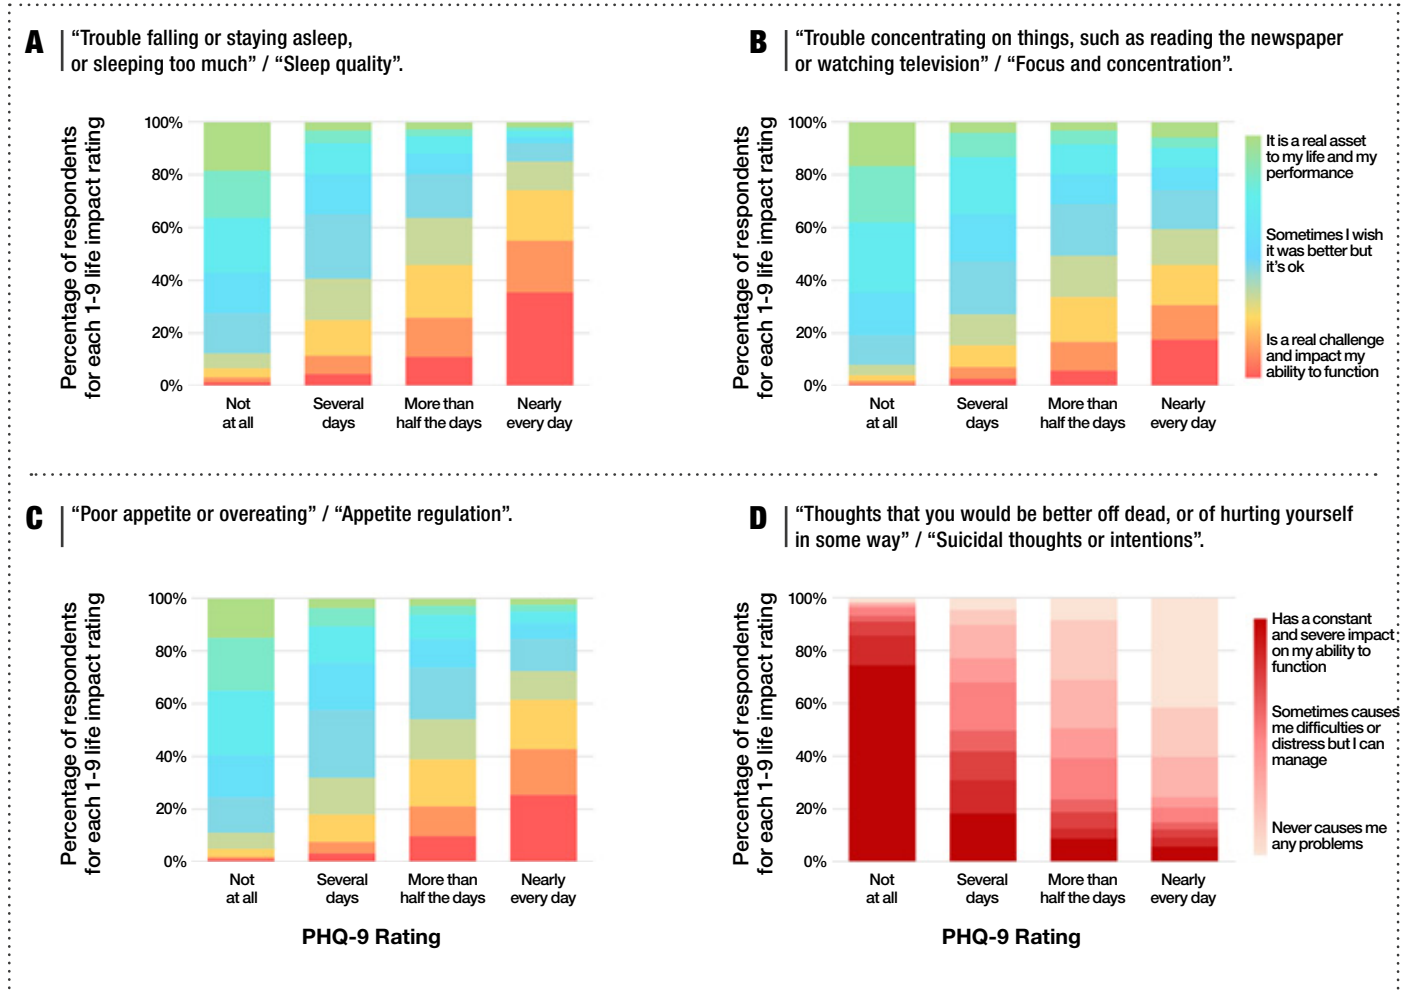 A
“Trouble falling or staying asleep,
or sleeping too much” / “Sleep quality”.
Percentage of respondents
for each 1-9 life impact rating
100%
80%
60%
40%
20%
0%
Not
at all
Several
days
More than
half the days
Nearly
every day
B
“Trouble concentrating on things, such as reading the newspaper
or watching television” / “Focus and concentration”.
Percentage of respondents
for each 1-9 life impact rating
100%
80%
60%
40%
20%
0%
Not
at all
Several
days
More than
half the days
Nearly
every day
It is a real asset
to my life and my
performance
Sometimes I wish
it was better but
it’s ok
Is a real challenge
and impact my
ability to function
C
“Poor appetite or overeating” / “Appetite regulation”.
Percentage of respondents
for each 1-9 life impact rating
100%
80%
60%
40%
20%
0%
Not
at all
Several
days
More than
half the days
Nearly
every day
PHQ-9 Rating
D
“Thoughts that you would be better off dead, or of hurting yourself
in some way” / “Suicidal thoughts or intentions”.
Percentage of respondents
for each 1-9 life impact rating
100%
80%
60%
40%
20%
0%
Not
at all
Several
days
More than
half the days
Nearly
every day
PHQ-9 Rating
Has a constant
and severe impact
on my ability to
function
Sometimes causes
me difficulties or
distress but I can
manage
Never causes me
any problems